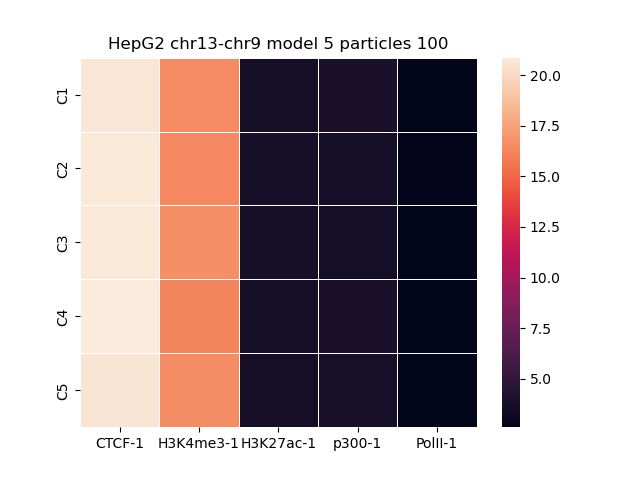 HepG2 chr13-chr9 model 5 particles 100
C1
C2
C3
C4
C5
CTCF-1 H3K4me3-1 H3K27ac-1 p300-1 PolII-1
20.0
17.5
15.0
12.5
10.0
7.5
5.0